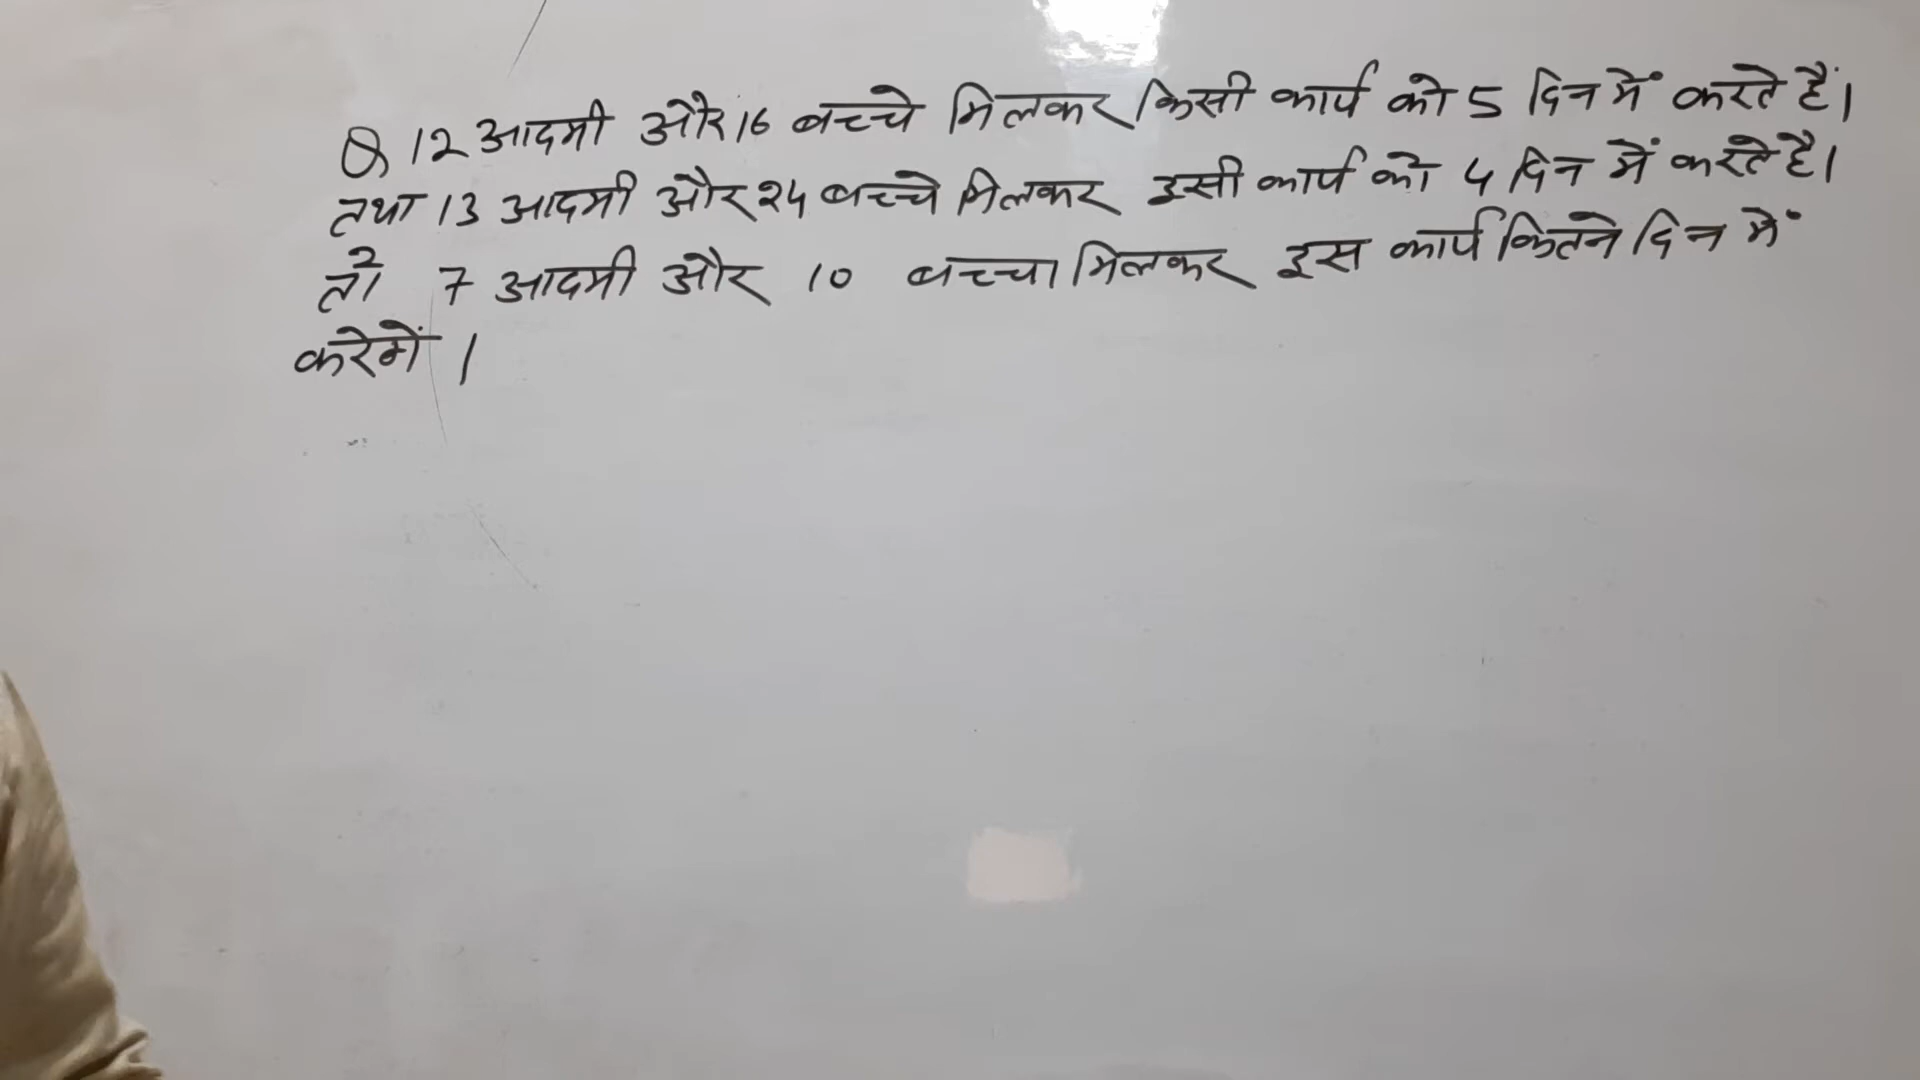 Q 12 आदमी और 16 बच्चे मिलकर किसी कार्य को 5 दिन में करते हैं।
तथा 13 आदमी और 24 बच्चे मिलकर इसी कार्य को 4 दिन में करते है।
तो 7 आदमी और 10 बच्चा मिलकर इस कार्य कितने दिन में
करेगें।